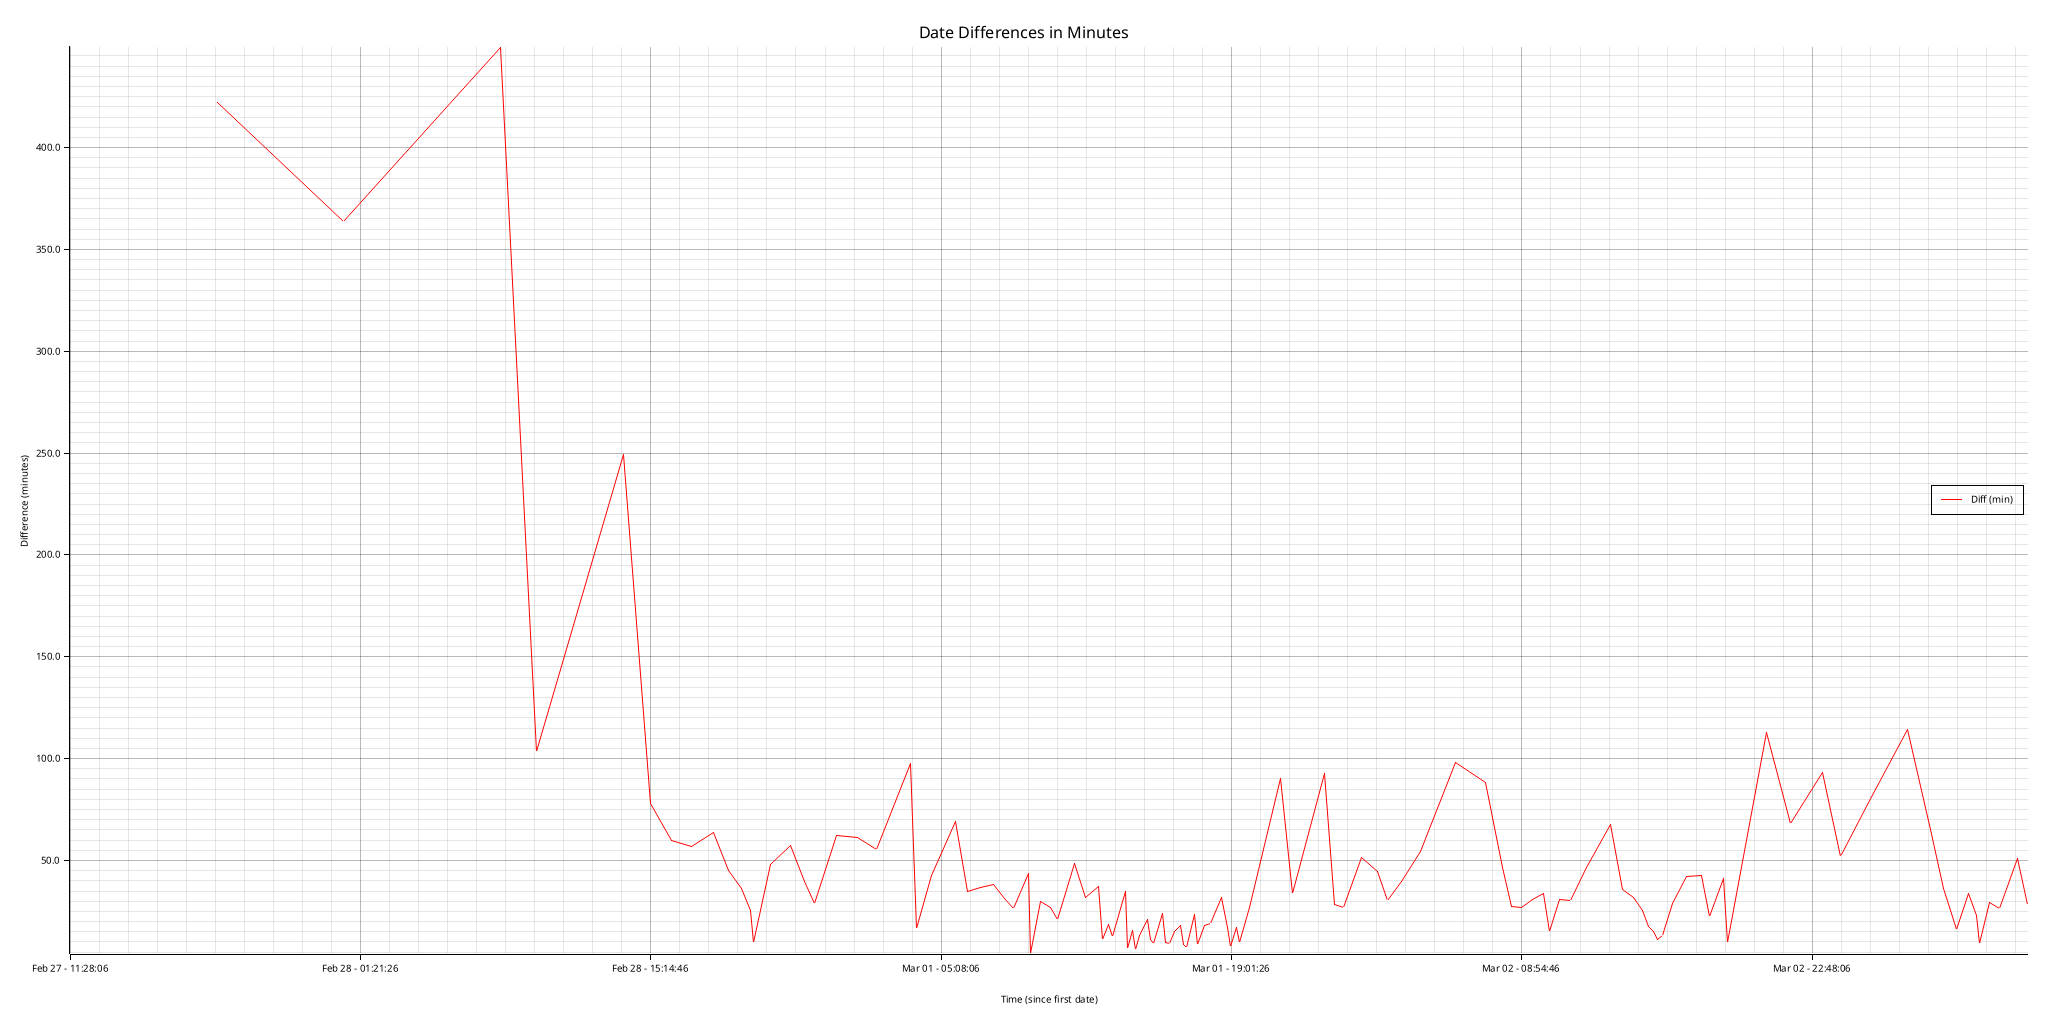 Date Differences in Minutes
400.0
350.0
300.0
250.0
200.0
150.0
100.0
50.0
Difference (minutes)
Diff (min)
Feb 27 - 11:28:06
Feb 28 - 01:21:26
Feb 28 - 15:14:46
Mar 01 - 05:08:06
Mar 01 - 19:01:26
Mar 02 - 08:54:46
Mar 02 - 22:48:06
Time (since first date)